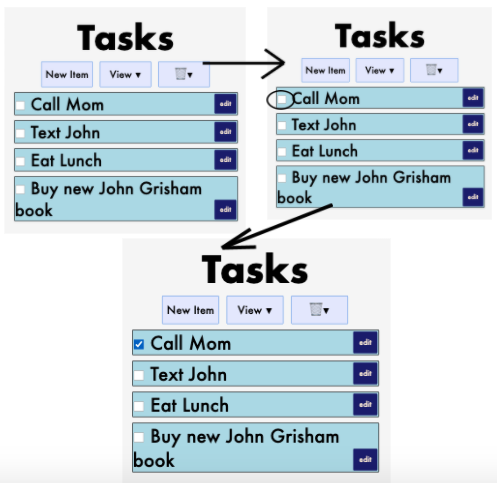 Tasks
New Item View ▾ 🗑▾
Call Mom edit
Text John edit
Eat Lunch edit
Buy new John Grisham
book edit
Tasks
New Item View ▾ 🗑▾
Call Mom edit
Text John edit
Eat Lunch edit
Buy new John Grisham
book edit
Tasks
New Item View ▾ 🗑▾
Call Mom edit
Text John edit
Eat Lunch edit
Buy new John Grisham
book edit